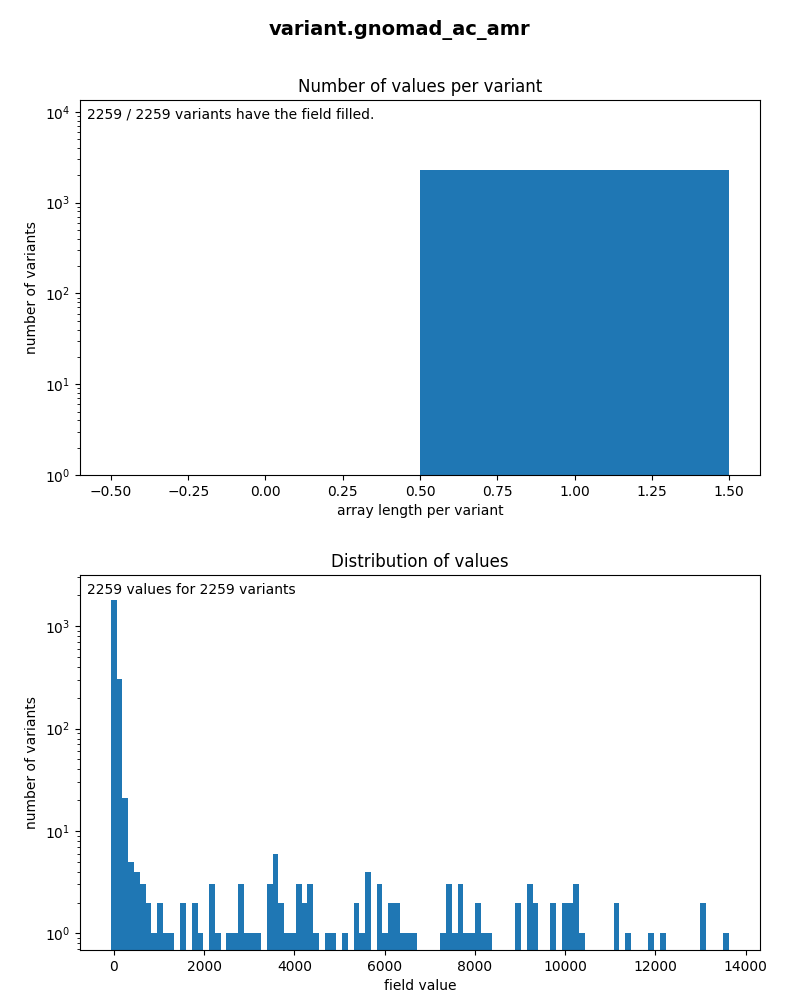 variant.gnomad_ac_amr
Number of values per variant
2259 / 2259 variants have the field filled.
10^4
10^3
10^2
10^1
10^0
number of variants
−0.50 −0.25 0.00 0.25 0.50 0.75 1.00 1.25 1.50
array length per variant
Distribution of values
2259 values for 2259 variants
10^3
10^2
10^1
10^0
number of variants
0 2000 4000 6000 8000 10000 12000 14000
field value